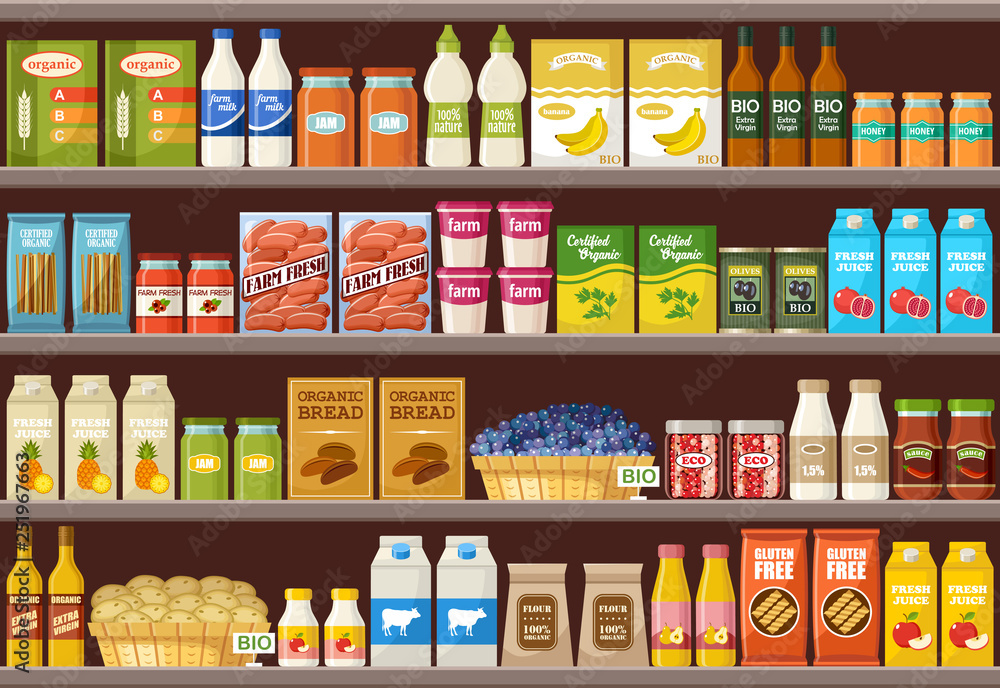 organic
A
B
C
organic
A
B
C
farm
milk
farm
milk
JAM
JAM
100%
nature
100%
nature
ORGANIC
banana
BIO
ORGANIC
banana
BIO
BIO
Extra
Virgin
BIO
Extra
Virgin
BIO
Extra
Virgin
HONEY
HONEY
HONEY
CERTIFIED
ORGANIC
CERTIFIED
ORGANIC
FARM FRESH
FARM FRESH
FARM FRESH
FARM FRESH
farm
farm
farm
farm
Certified
Organic
Certified
Organic
OLIVES
BIO
OLIVES
BIO
FRESH
JUICE
FRESH
JUICE
FRESH
JUICE
FRESH
JUICE
FRESH
JUICE
FRESH
JUICE
JAM
JAM
ORGANIC
BREAD
ORGANIC
BREAD
BIO
ECO
ECO
1,5%
1,5%
sauce
sauce
ORGANIC
EXTRA
VIRGIN
ORGANIC
EXTRA
VIRGIN
BIO
FLOUR
100%
ORGANIC
FLOUR
100%
ORGANIC
GLUTEN
FREE
GLUTEN
FREE
FRESH
JUICE
FRESH
JUICE
Adobe Stock | #251967663